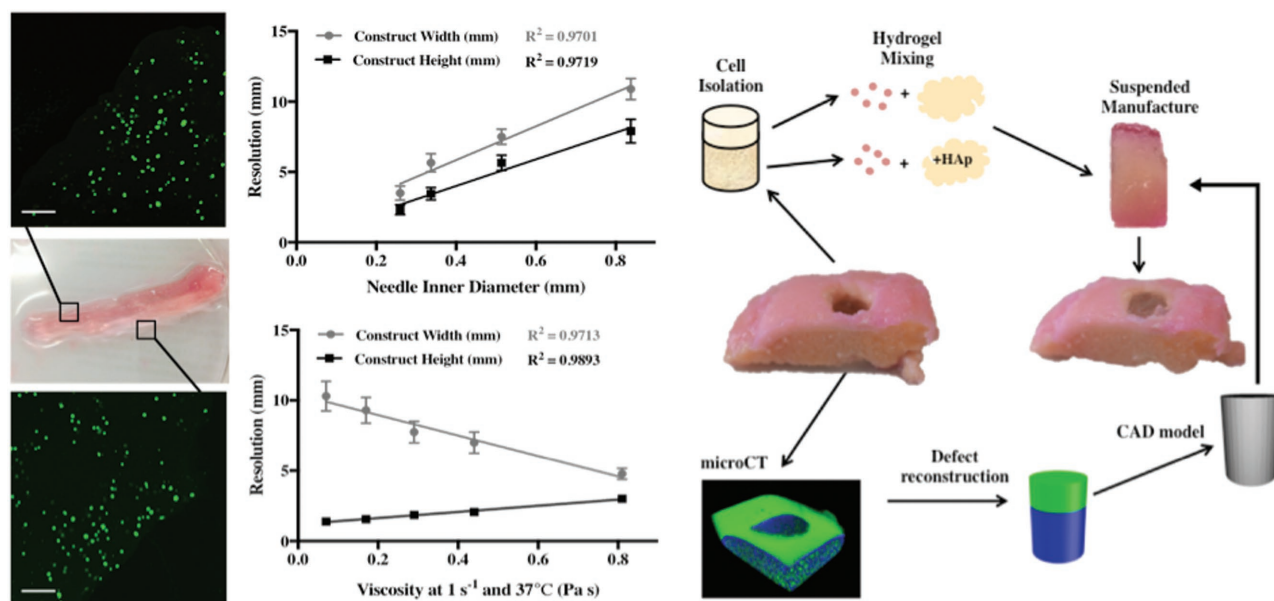 15
10
5
0
Resolution (mm)
Construct Width (mm) R² = 0.9701
Construct Height (mm) R² = 0.9719
0.0 0.2 0.4 0.6 0.8
Needle Inner Diameter (mm)
15
10
5
0
Resolution (mm)
Construct Width (mm) R² = 0.9713
Construct Height (mm) R² = 0.9893
0.0 0.2 0.4 0.6 0.8
Viscosity at 1 s⁻¹ and 37°C (Pa s)
Cell
Isolation
Hydrogel
Mixing
+
+
+HAp
Suspended
Manufacture
microCT
Defect
reconstruction
CAD model